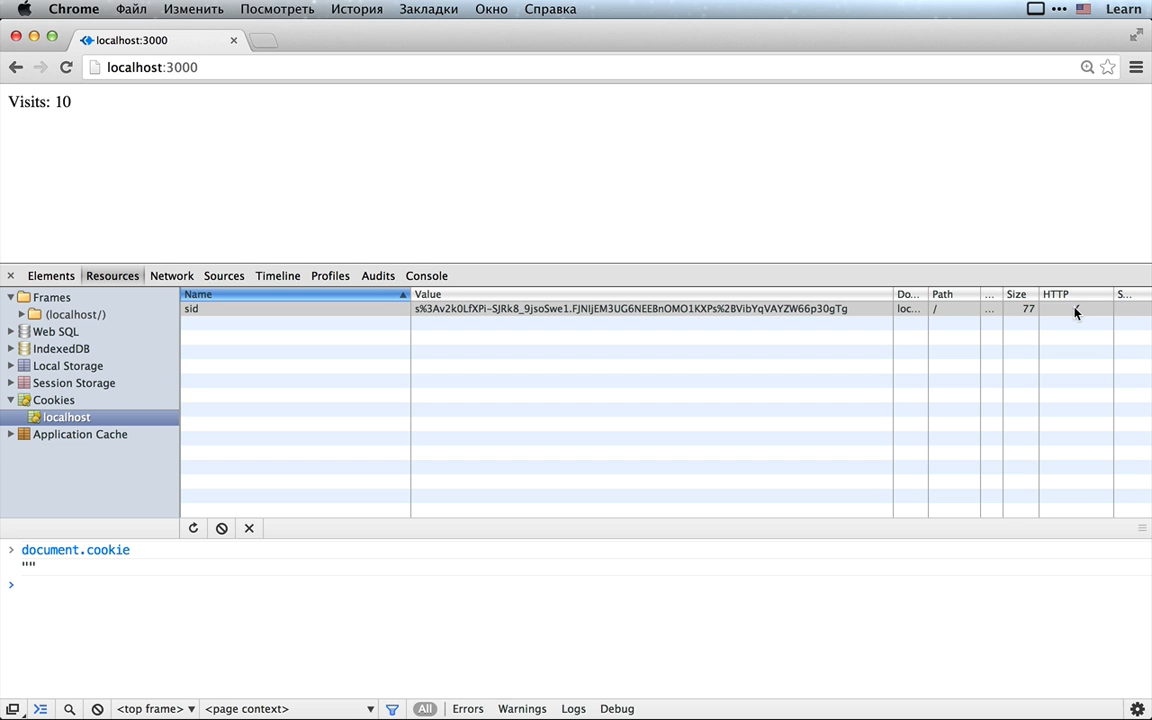 Chrome Файл Изменить Посмотреть История Закладки Окно Справка ••• Learn
localhost:3000 ×
localhost:3000
Visits: 10
× Elements Resources Network Sources Timeline Profiles Audits Console
Frames
(localhost/)
Web SQL
IndexedDB
Local Storage
Session Storage
Cookies
localhost
Application Cache
Name Value Do... Path ... Size HTTP S...
sid s%3Av2k0LfXPi-SJRk8_9jsoSwe1.FJNIjEM3UG6NEEBnOMO1KXPs%2BVibYqVAYZW66p30gTg loc... / ... 77 ✓
> document.cookie
""
>
<top frame> ▼ <page context> ▼ All Errors Warnings Logs Debug